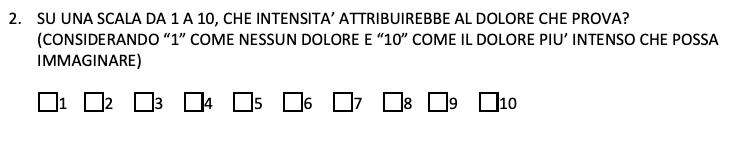 2. SU UNA SCALA DA 1 A 10, CHE INTENSITA’ ATTRIBUIREBBE AL DOLORE CHE PROVA?
(CONSIDERANDO “1” COME NESSUN DOLORE E “10” COME IL DOLORE PIU’ INTENSO CHE POSSA
IMMAGINARE)
☐1 ☐2 ☐3 ☐4 ☐5 ☐6 ☐7 ☐8 ☐9 ☐10